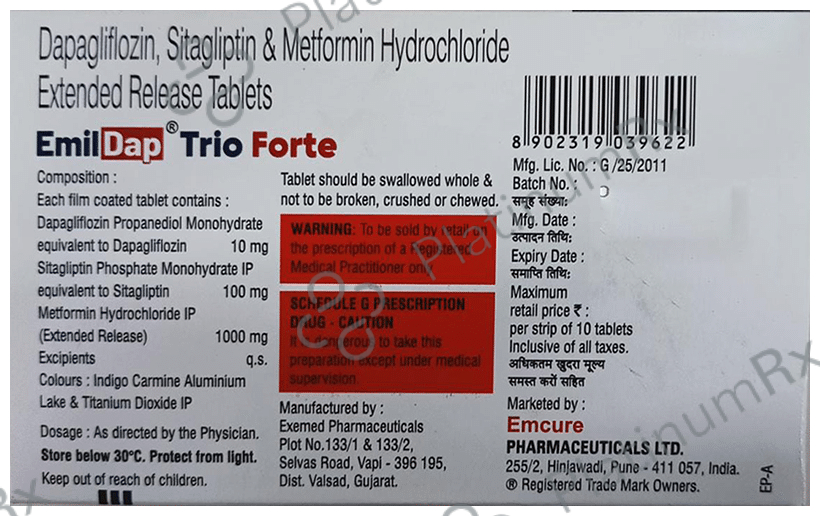 Dapagliflozin, Sitagliptin & Metformin Hydrochloride
Extended Release Tablets
EmilDap® Trio Forte
Composition :
Each film coated tablet contains :
Dapagliflozin Propanediol Monohydrate
equivalent to Dapagliflozin 10 mg
Sitagliptin Phosphate Monohydrate IP
equivalent to Sitagliptin 100 mg
Metformin Hydrochloride IP
(Extended Release) 1000 mg
Excipients q.s.
Colours : Indigo Carmine Aluminium
Lake & Titanium Dioxide IP
Dosage : As directed by the Physician.
Store below 30°C. Protect from light.
Keep out of reach of children.
Tablet should be swallowed whole &
not to be broken, crushed or chewed.
WARNING: To be sold by retail on
the prescription of a Registered
Medical Practitioner only.
SCHEDULE G PRESCRIPTION
DRUG - CAUTION
It is dangerous to take this
preparation except under medical
supervision.
Manufactured by :
Exemed Pharmaceuticals
Plot No.133/1 & 133/2,
Selvas Road, Vapi - 396 195,
Dist. Valsad, Gujarat.
8 902319 039622
Mfg. Lic. No. : G /25/2011
Batch No. :
समूह संख्या:
Mfg. Date :
उत्पादन तिथि:
Expiry Date :
समाप्ति तिथि:
Maximum
retail price ₹ :
per strip of 10 tablets
Inclusive of all taxes.
अधिकतम खुदरा मूल्य
समस्त करों सहित
Marketed by :
Emcure
PHARMACEUTICALS LTD.
255/2, Hinjawadi, Pune - 411 057, India.
® Registered Trade Mark Owners.
EP-A
PlatinumRx
PlatinumRx
PlatinumRx
Rx